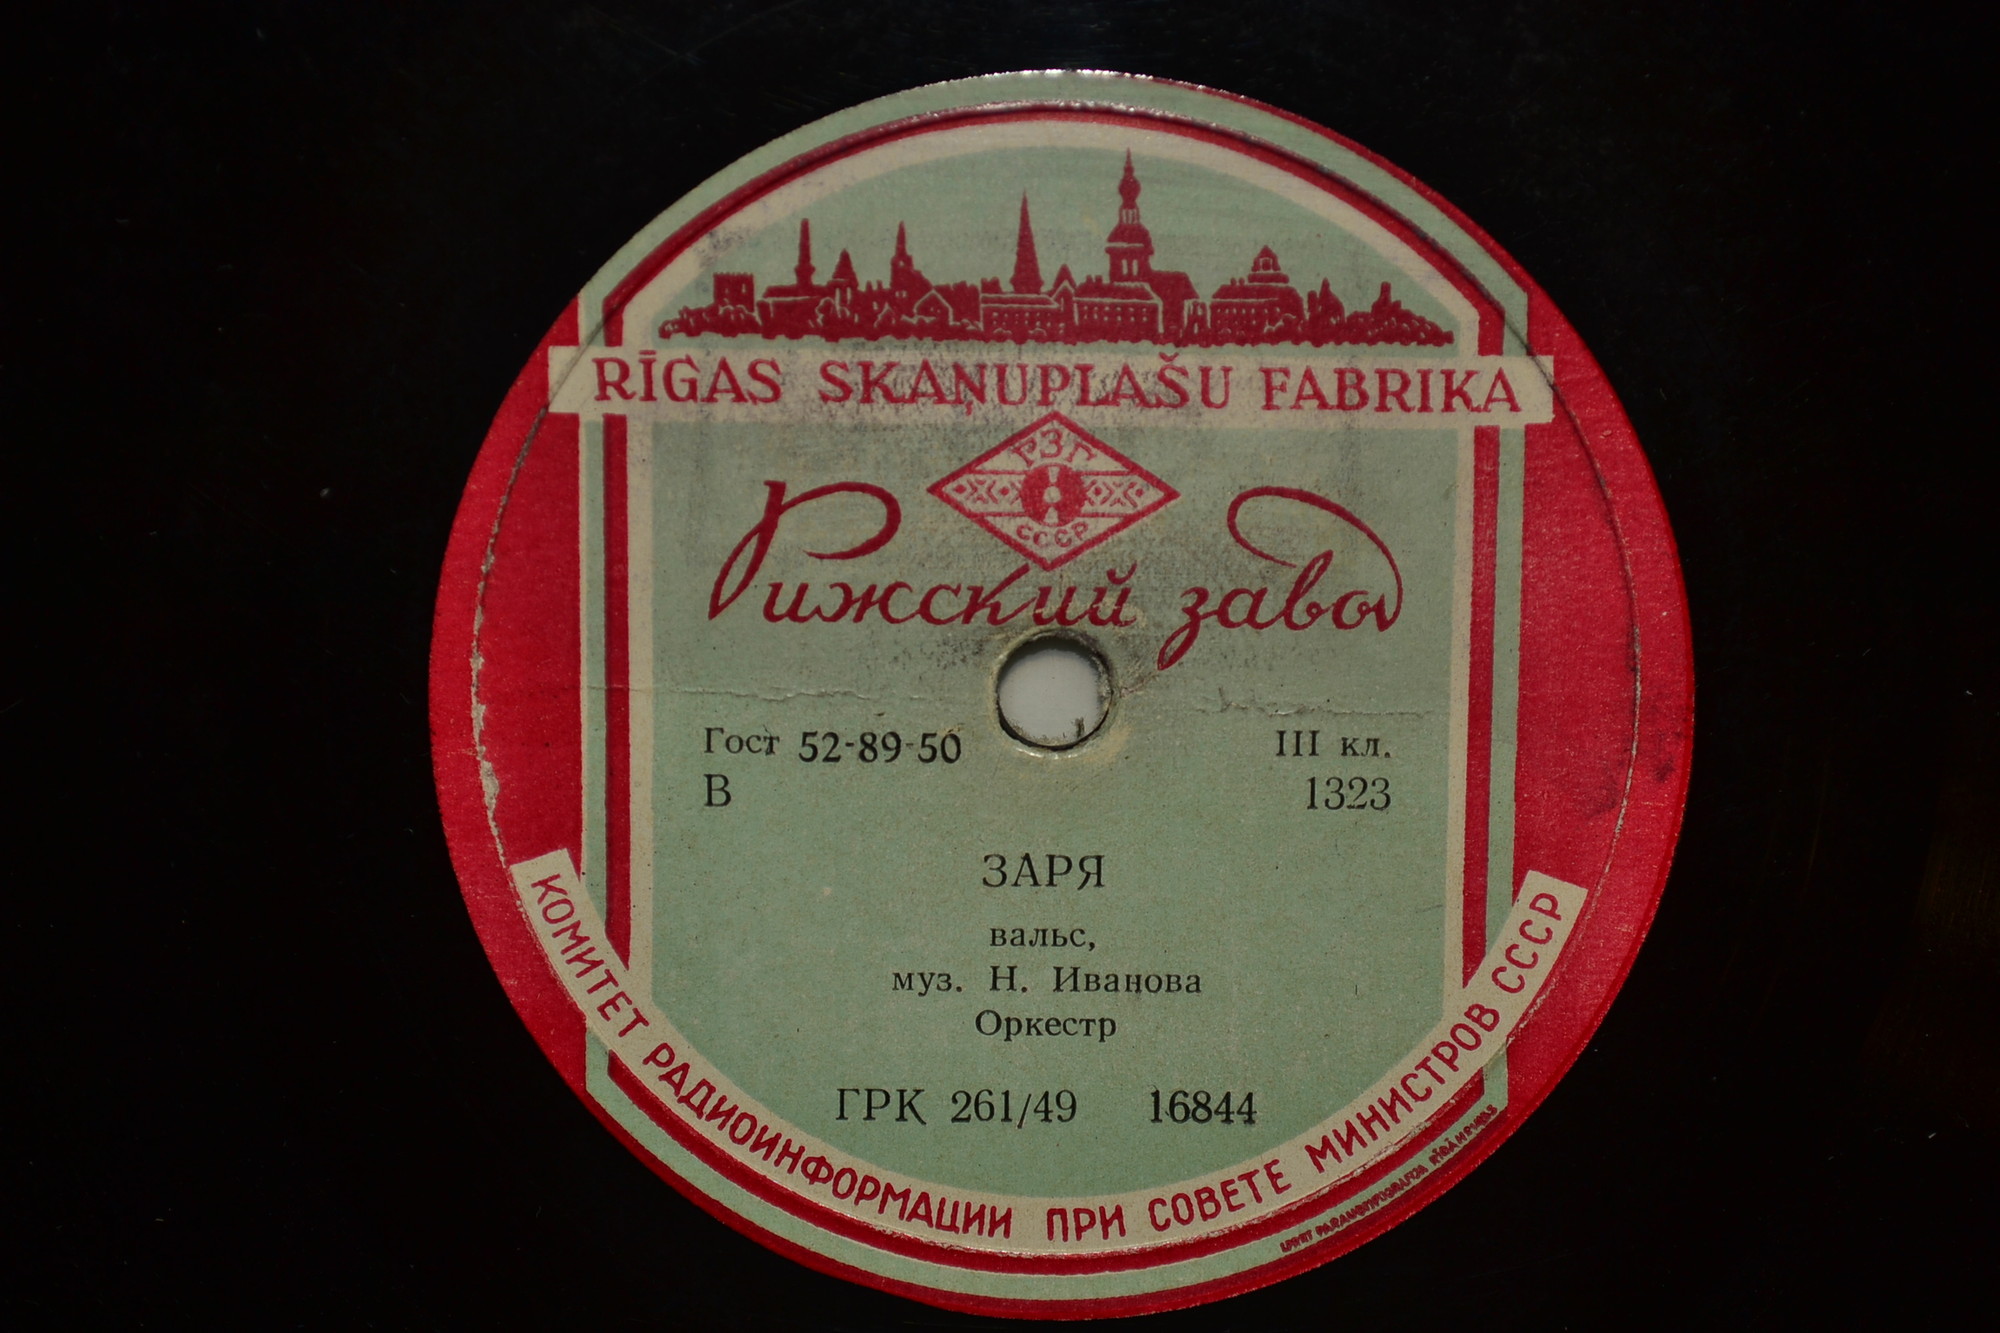 RĪGAS SKAŅUPLAŠU FABRIKA
РЗГ
СССР
Рижский завод
Гост 52-89-50 III кл.
В 1323
ЗАРЯ
вальс,
муз. Н. Иванова
Оркестр
ГРК 261/49 16844
КОМИТЕТ РАДИОИНФОРМАЦИИ ПРИ СОВЕТЕ МИНИСТРОВ СССР